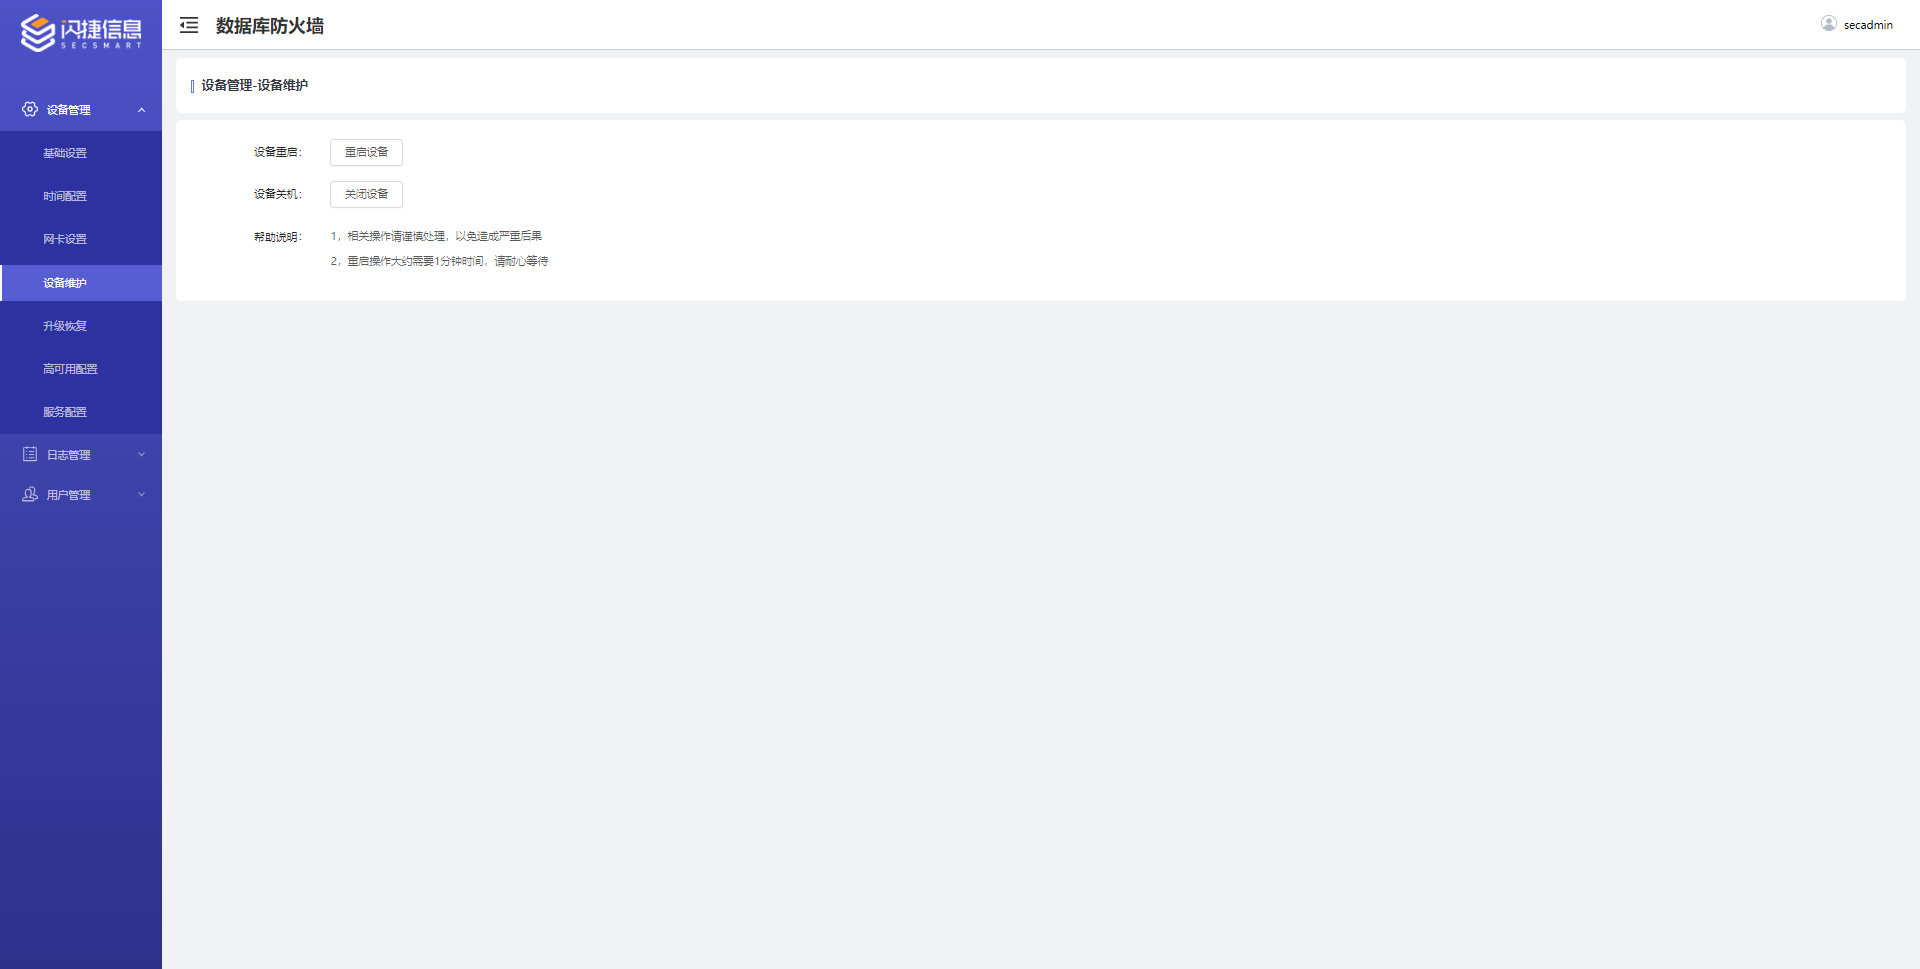 闪捷信息
SECSMART
数据库防火墙
secadmin
设备管理
基础设置
时间配置
网卡设置
设备维护
升级恢复
高可用配置
服务配置
日志管理
用户管理
设备管理-设备维护
设备重启： 重启设备
设备关机： 关闭设备
帮助说明： 1，相关操作请谨慎处理，以免造成严重后果
2，重启操作大约需要1分钟时间，请耐心等待